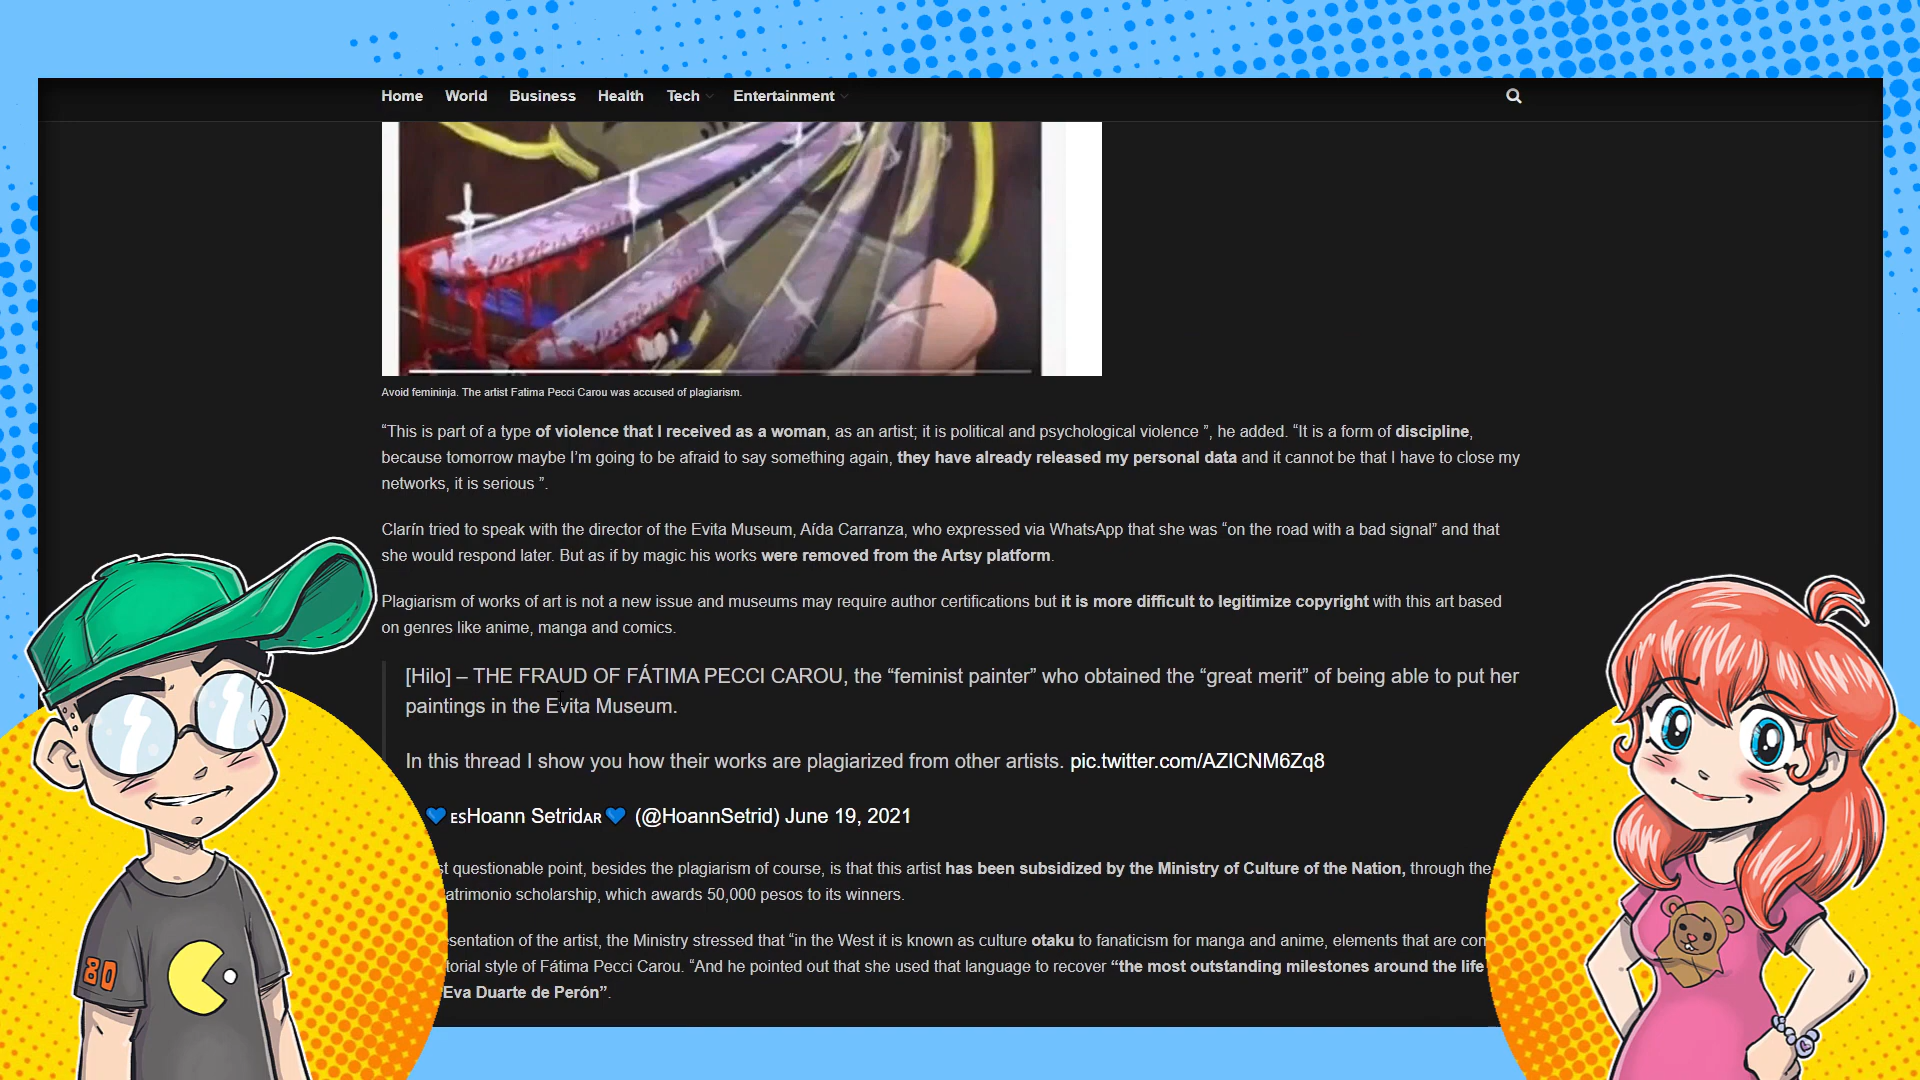 Home World Business Health Tech Entertainment
JUSTICIA SOCIAL
Avoid femininja. The artist Fatima Pecci Carou was accused of plagiarism.
“This is part of a type of violence that I received as a woman, as an artist; it is political and psychological violence ”, he added. “It is a form of discipline,
because tomorrow maybe I’m going to be afraid to say something again, they have already released my personal data and it cannot be that I have to close my
networks, it is serious ”.
Clarín tried to speak with the director of the Evita Museum, Aída Carranza, who expressed via WhatsApp that she was “on the road with a bad signal” and that
she would respond later. But as if by magic his works were removed from the Artsy platform.
Plagiarism of works of art is not a new issue and museums may require author certifications but it is more difficult to legitimize copyright with this art based
on genres like anime, manga and comics.
[Hilo] – THE FRAUD OF FÁTIMA PECCI CAROU, the “feminist painter” who obtained the “great merit” of being able to put her
paintings in the Evita Museum.
In this thread I show you how their works are plagiarized from other artists. pic.twitter.com/AZICNM6Zq8
💙 ESHoann SetridAR 💙 (@HoannSetrid) June 19, 2021
st questionable point, besides the plagiarism of course, is that this artist has been subsidized by the Ministry of Culture of the Nation, through the
atrimonio scholarship, which awards 50,000 pesos to its winners.
esentation of the artist, the Ministry stressed that “in the West it is known as culture otaku to fanaticism for manga and anime, elements that are con
torial style of Fátima Pecci Carou. “And he pointed out that she used that language to recover “the most outstanding milestones around the life
“Eva Duarte de Perón”.
80